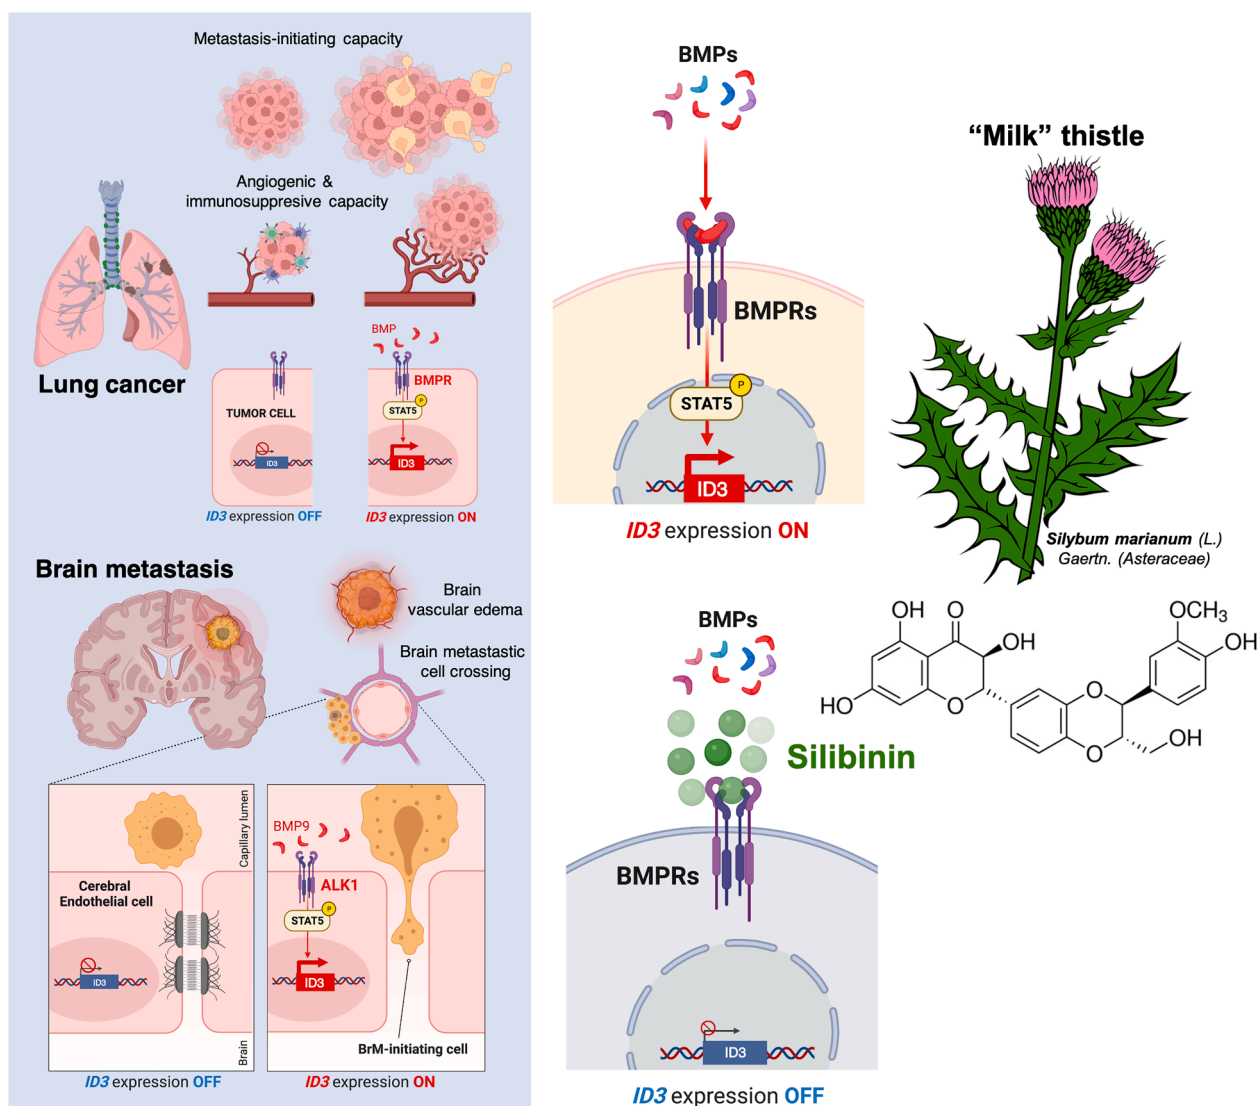 Metastasis-initiating capacity
Angiogenic &
immunosuppresive capacity
Lung cancer
BMP
BMPR
STAT5
P
TUMOR CELL
ID3
ID3
ID3 expression OFF
ID3 expression ON
Brain metastasis
Brain
vascular edema
Brain metastastic
cell crossing
Capillary lumen
Cerebral
Endothelial cell
ID3
Brain
BMP9
ALK1
STAT5
P
ID3
BrM-initiating cell
ID3 expression OFF
ID3 expression ON
BMPs
BMPRs
STAT5
P
ID3
ID3 expression ON
“Milk” thistle
Silybum marianum (L.)
Gaertn. (Asteraceae)
BMPs
Silibinin
BMPRs
ID3
ID3 expression OFF
OH
O
OH
HO
O
O
O
OCH3
OH
OH